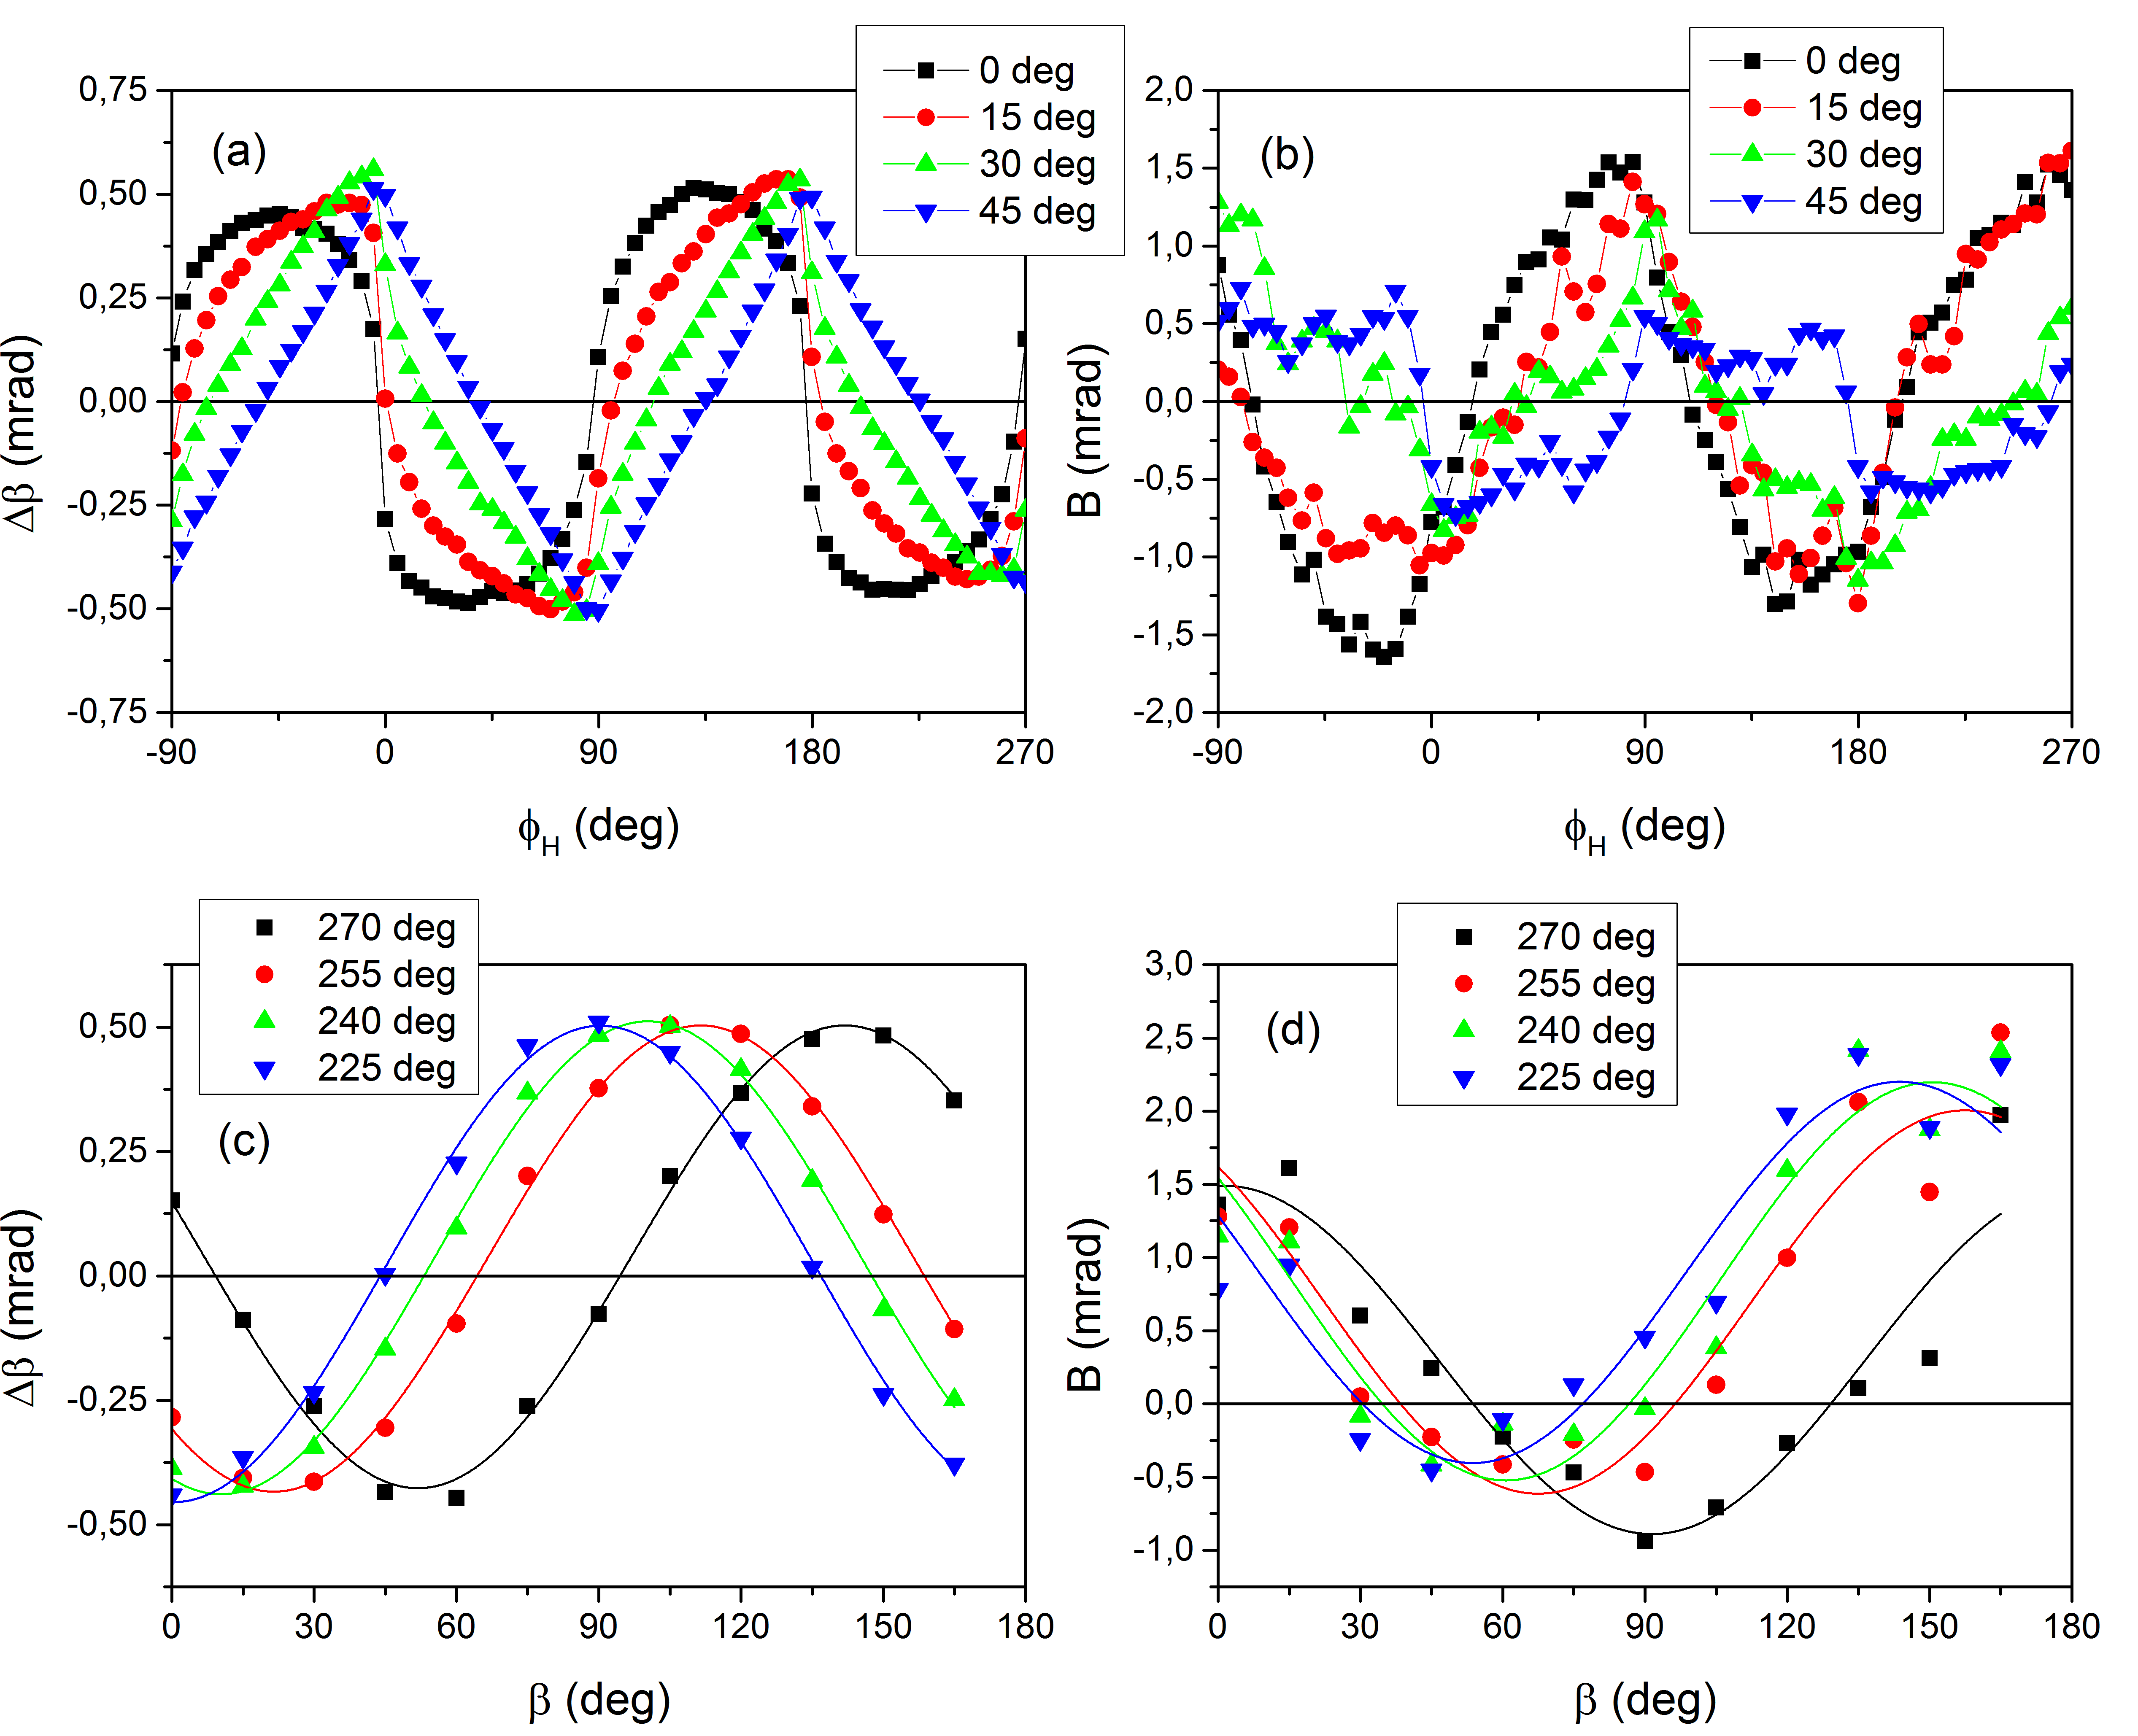 0 deg
15 deg
30 deg
45 deg
(a)
0,75
0,50
0,25
0,00
-0,25
-0,50
-0,75
Δβ (mrad)
-90 0 90 180 270
ϕH (deg)
0 deg
15 deg
30 deg
45 deg
(b)
2,0
1,5
1,0
0,5
0,0
-0,5
-1,0
-1,5
-2,0
B (mrad)
-90 0 90 180 270
ϕH (deg)
270 deg
255 deg
240 deg
225 deg
(c)
0,50
0,25
0,00
-0,25
-0,50
Δβ (mrad)
0 30 60 90 120 150 180
β (deg)
270 deg
255 deg
240 deg
225 deg
(d)
3,0
2,5
2,0
1,5
1,0
0,5
0,0
-0,5
-1,0
B (mrad)
0 30 60 90 120 150 180
β (deg)